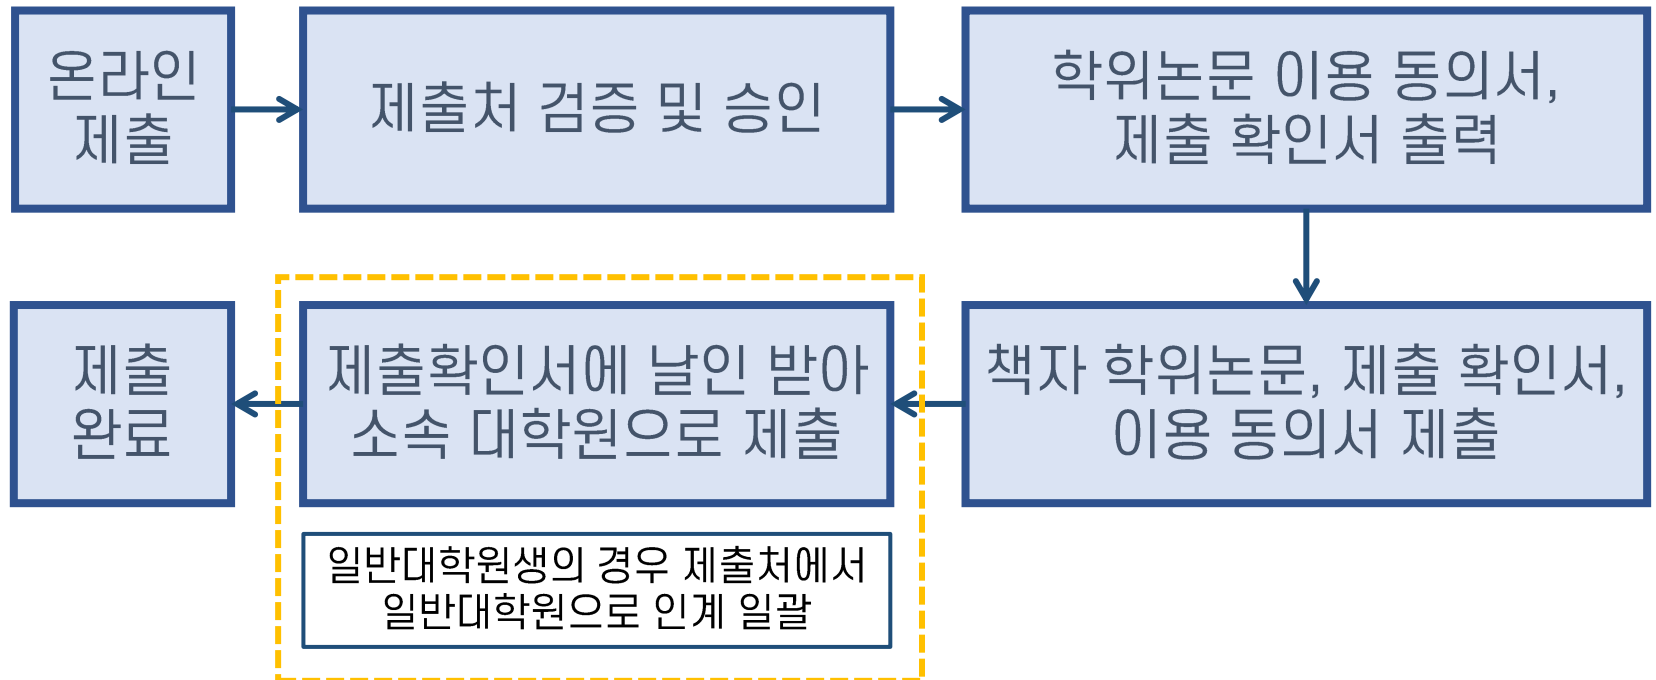 온라인
제출
제출처 검증 및 승인
학위논문 이용 동의서,
제출 확인서 출력
책자 학위논문, 제출 확인서,
이용 동의서 제출
제출확인서에 날인 받아
소속 대학원으로 제출
일반대학원생의 경우 제출처에서
일반대학원으로 인계 일괄
제출
완료